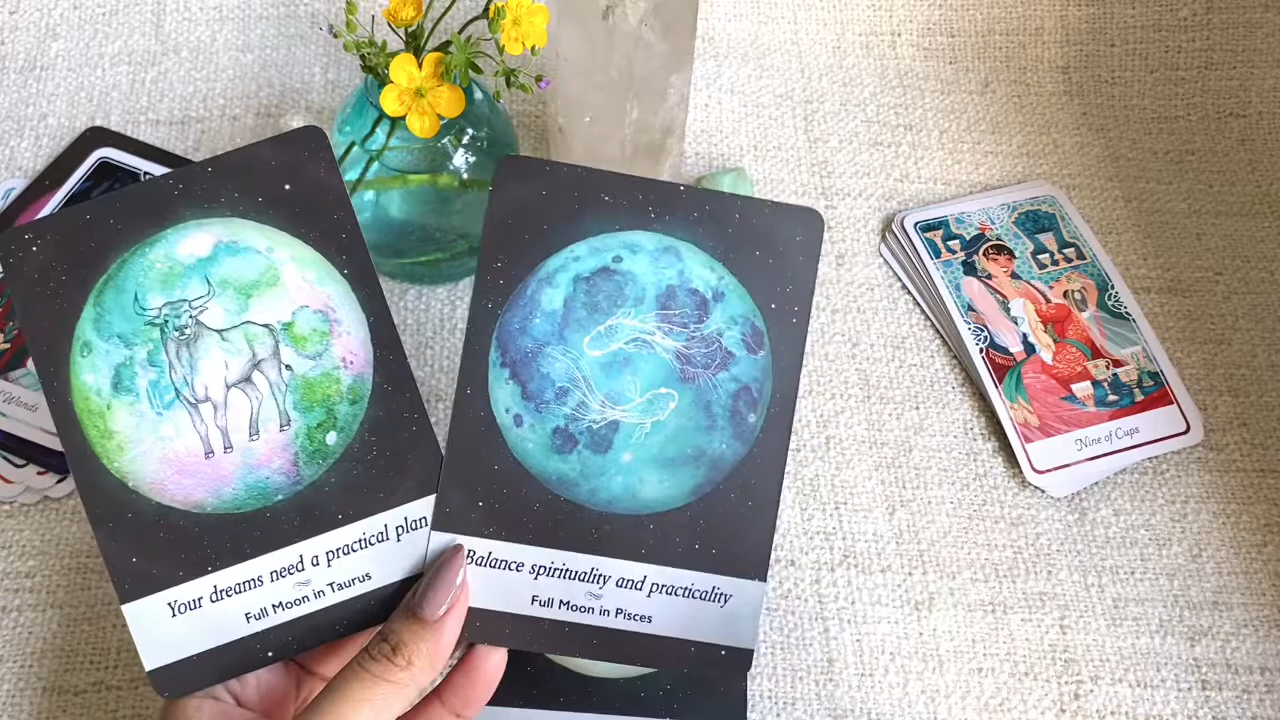 Your dreams need a practical plan
Full Moon in Taurus
Balance spirituality and practicality
Full Moon in Pisces
Nine of Cups
Wands